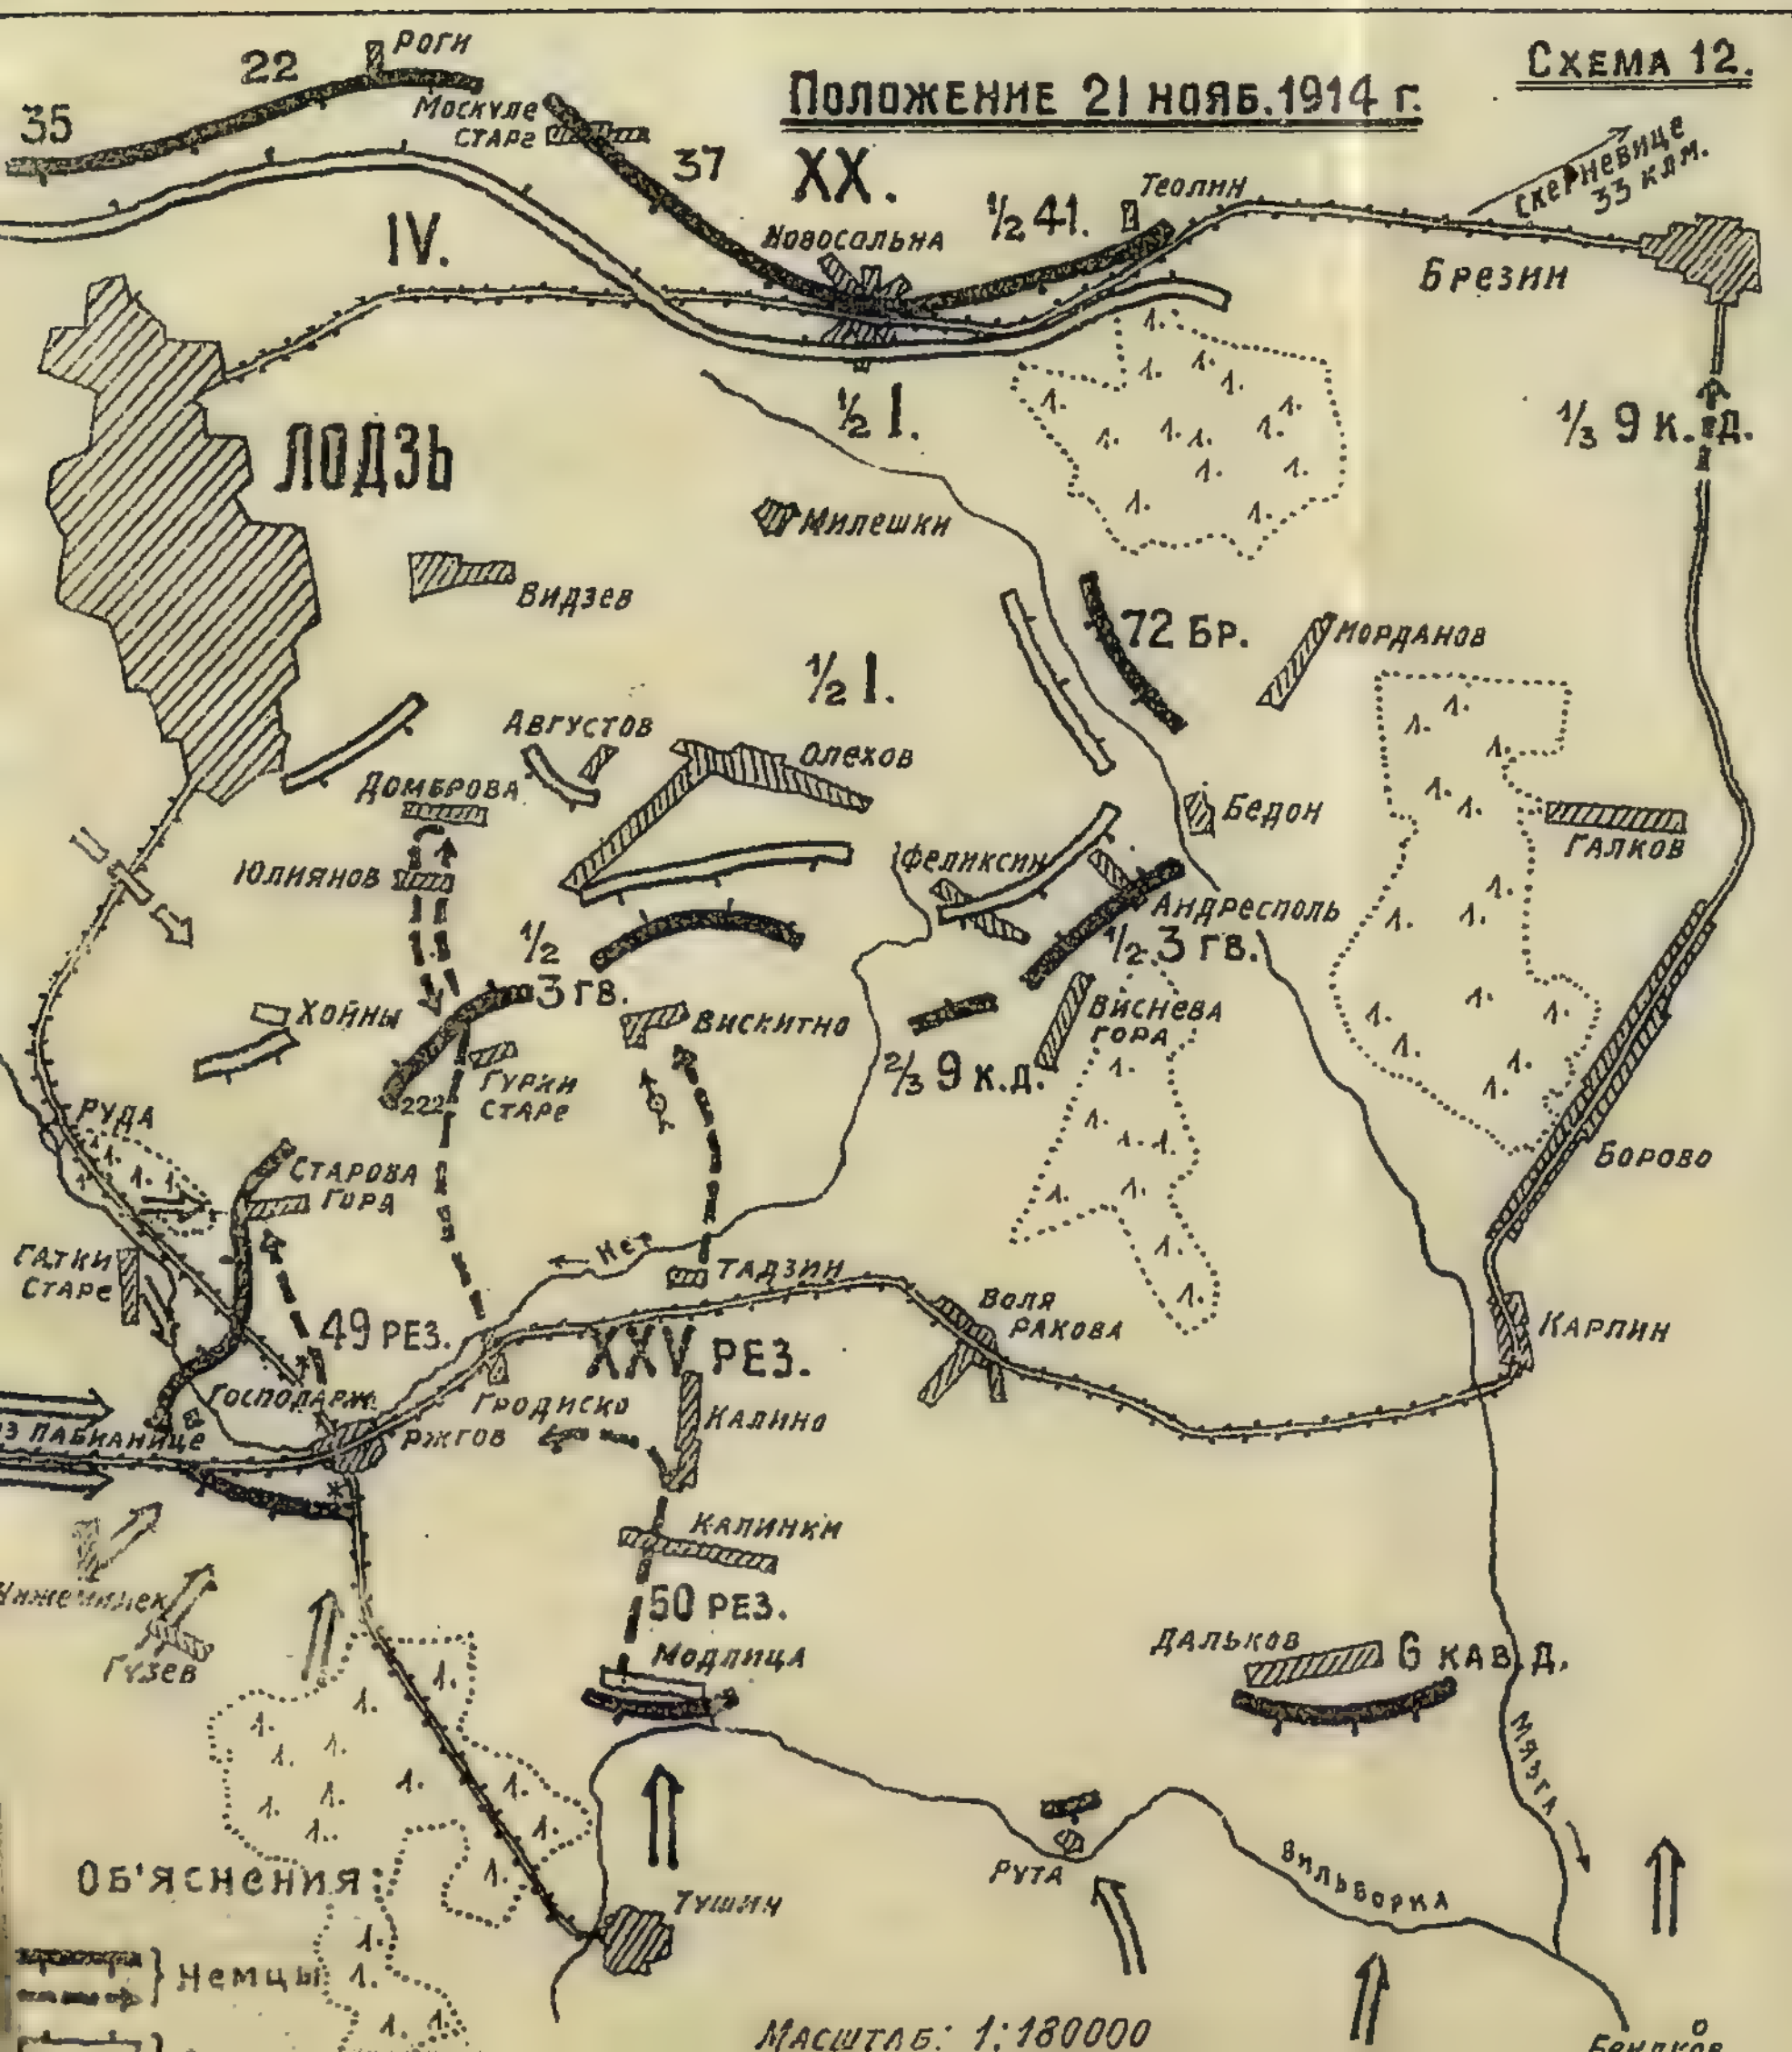 Схема 12.
Положение 21 нояб. 1914 г.
Роги
22
35
Москуле
старе
37
XX.
½ 41.
Теолин
Скерневице
33 клм.
IV.
Новосольна
Брезин
½ I.
⅓ 9 к. д.
ЛОДЗЬ
Милешки
Видзев
72 бр.
Морданов
½ I.
Августов
Олехов
Домброва
Бедон
Галков
Юлиянов
Феликсин
Андресполь
½
3 гв.
½ 3 гв.
Хойны
Вискитно
Виснева
гора
⅔ 9 к.д.
Гурки
старе
222
Руда
Борово
Старова
гора
Гатки
старе
Нер
Тадзин
49 рез.
XXV рез.
Воля
ракова
Карпин
Господарж.
Гродиско
Калино
из Пабианице
Ржгов
Калинки
50 рез.
Гузев
Модлица
Дальков
6 кав. д.
Мязга
Рута
Вильборка
Об'яснения:
Тушин
Немцы
Масштаб: 1:180000